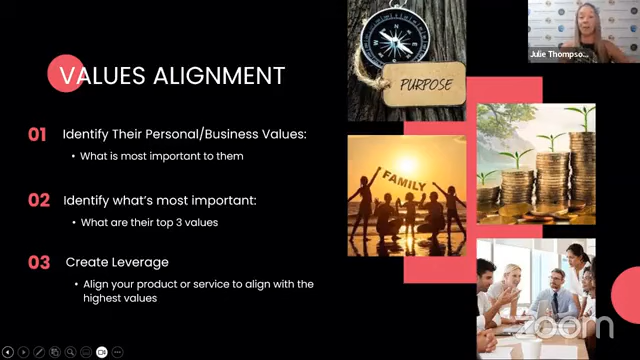 VALUES ALIGNMENT
01 Identify Their Personal/Business Values:
• What is most important to them
02 Identify what's most important:
• What are their top 3 values
03 Create Leverage
• Align your product or service to align with the
highest values
PURPOSE
FAMILY
Julie Thompso...
zoom